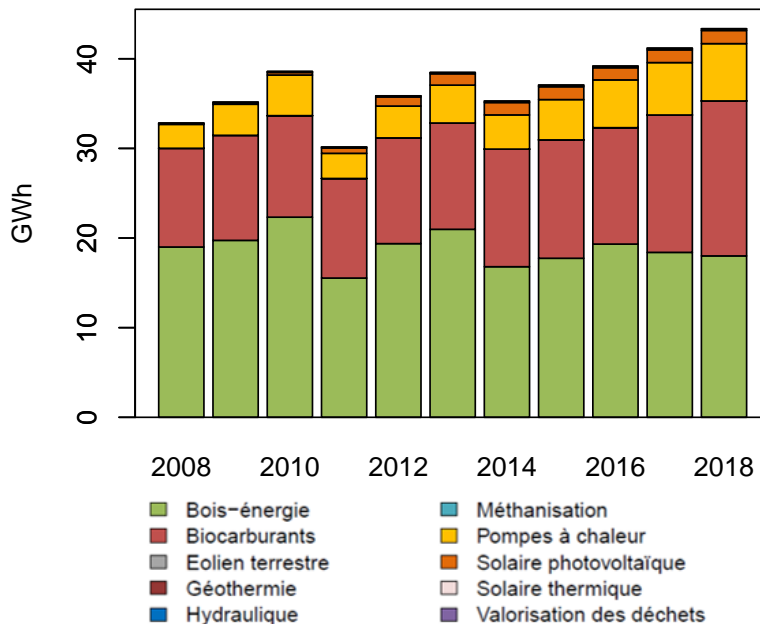 GWh
40
30
20
10
0
2008 2010 2012 2014 2016 2018
Bois−énergie
Biocarburants
Eolien terrestre
Géothermie
Hydraulique
Méthanisation
Pompes à chaleur
Solaire photovoltaïque
Solaire thermique
Valorisation des déchets